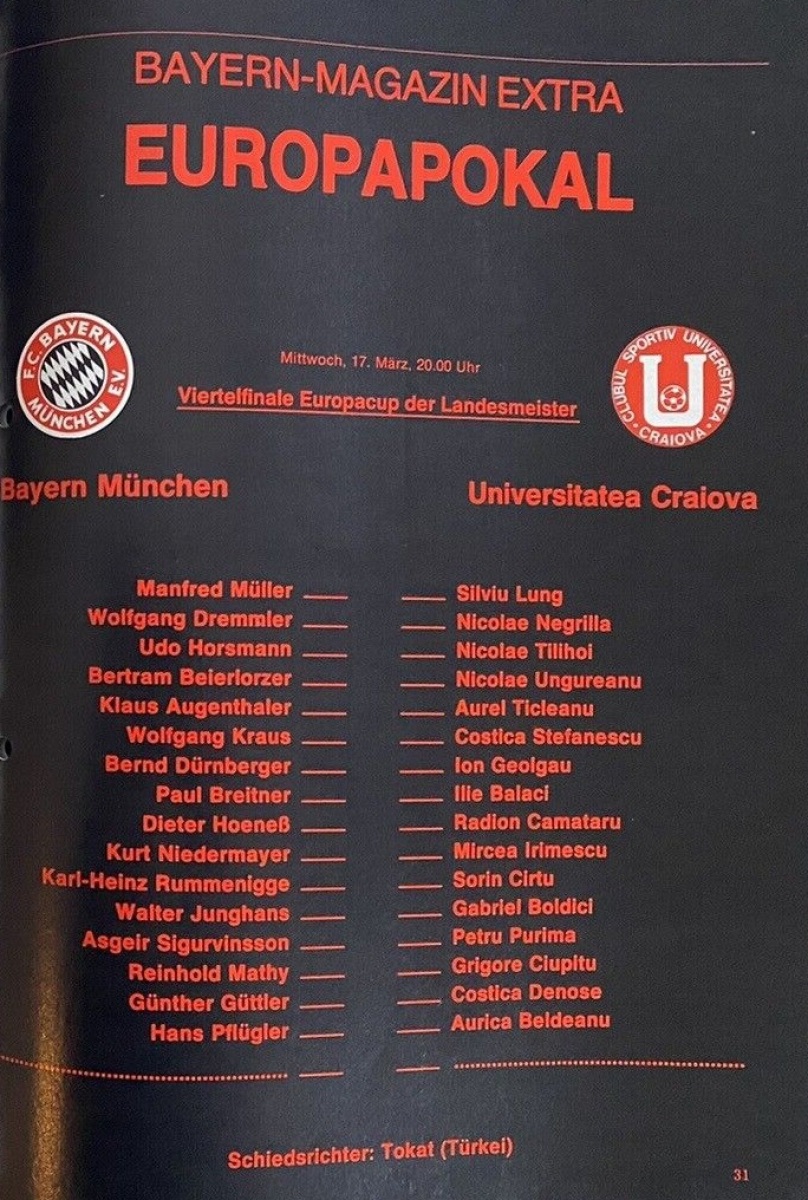 BAYERN-MAGAZIN EXTRA
EUROPAPOKAL
F.C. BAYERN MÜNCHEN E.V.
CLUBUL SPORTIV UNIVERSITATEA
CRAIOVA
U
Mittwoch, 17. März, 20.00 Uhr
Viertelfinale Europacup der Landesmeister
Bayern München
Universitatea Craiova
Manfred Müller
Wolfgang Dremmler
Udo Horsmann
Bertram Beierlorzer
Klaus Augenthaler
Wolfgang Kraus
Bernd Dürnberger
Paul Breitner
Dieter Hoeneß
Kurt Niedermayer
Karl-Heinz Rummenigge
Walter Junghans
Asgeir Sigurvinsson
Reinhold Mathy
Günther Güttler
Hans Pflügler
Silviu Lung
Nicolae Negrilla
Nicolae Tilihoi
Nicolae Ungureanu
Aurel Ticleanu
Costica Stefanescu
Ion Geolgau
Ilie Balaci
Radion Camataru
Mircea Irimescu
Sorin Cirtu
Gabriel Boldici
Petru Purima
Grigore Ciupitu
Costica Denose
Aurica Beldeanu
Schiedsrichter: Tokat (Türkei)
31